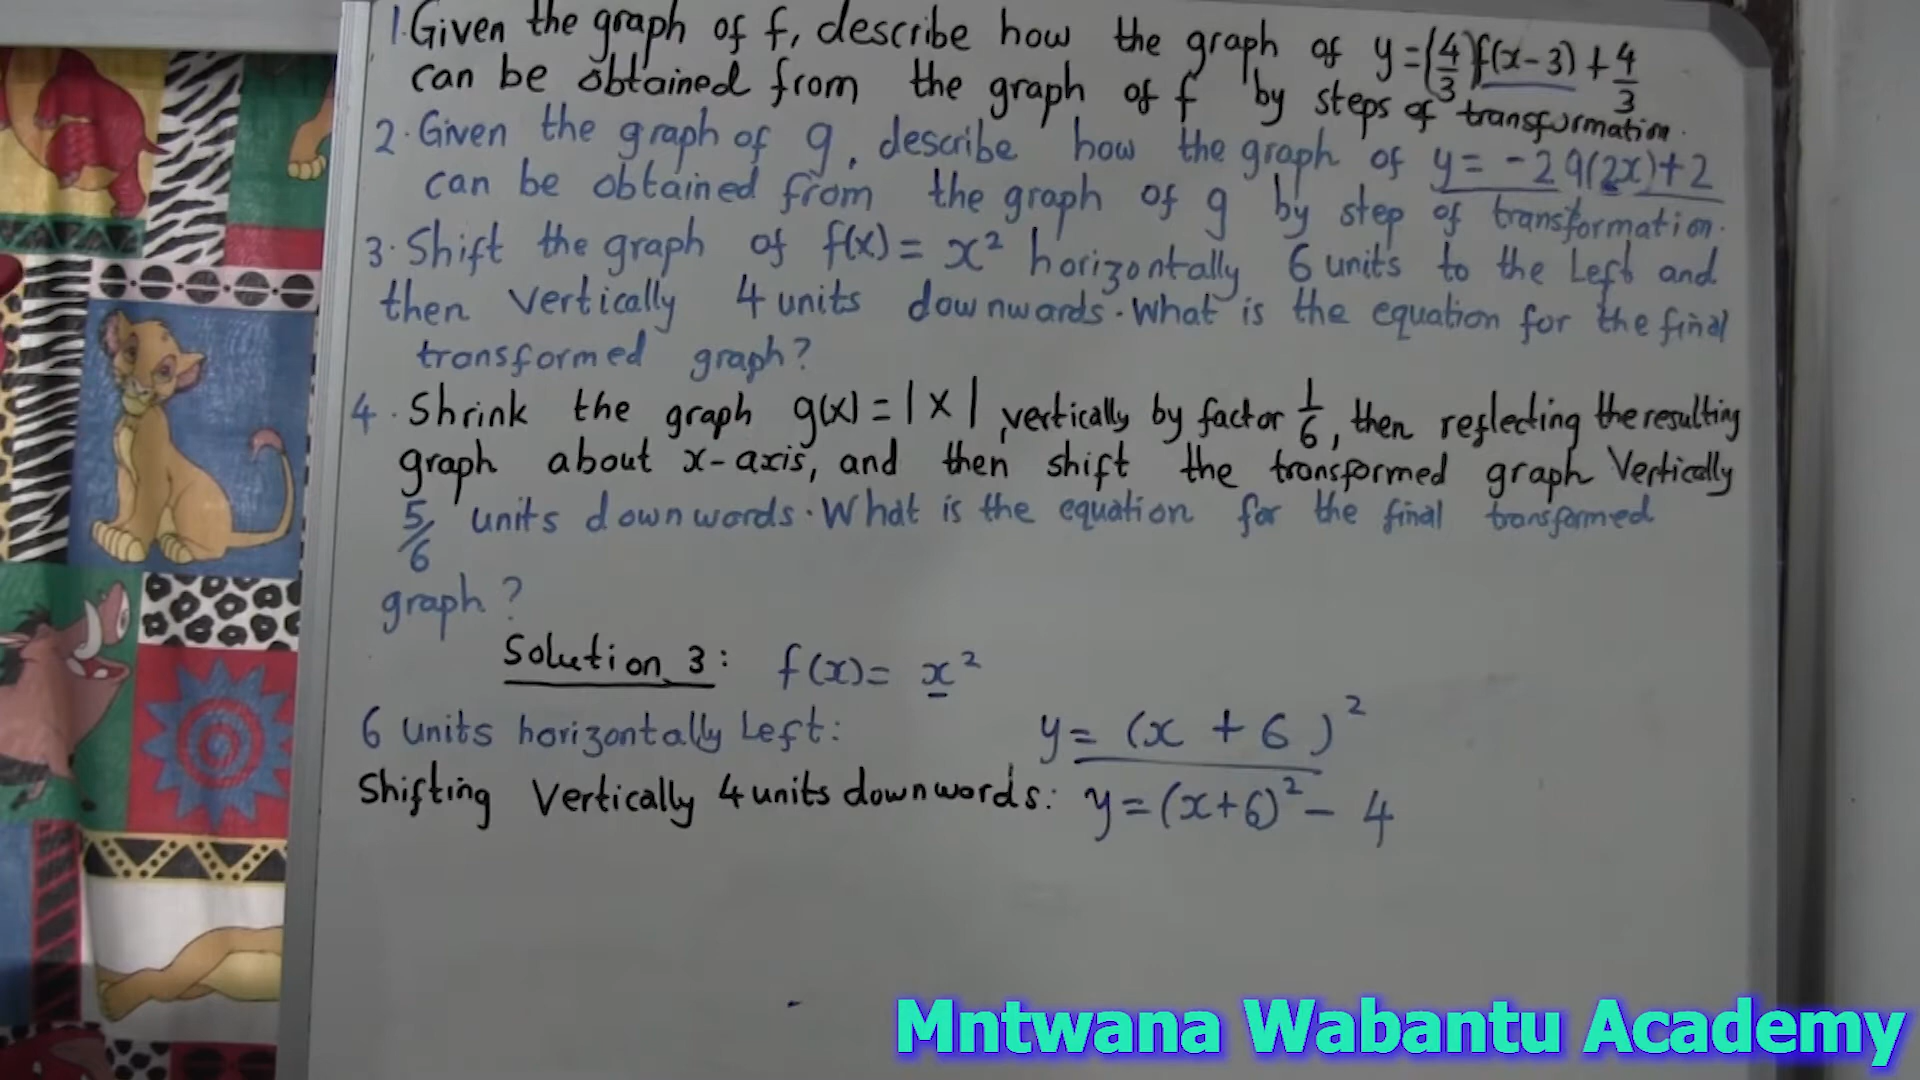 1. Given the graph of f, describe how the graph of y = (4/3)f(x-3) + 4/3
can be obtained from the graph of f by steps of transformation.
2. Given the graph of g, describe how the graph of y = -2g(2x)+2
can be obtained from the graph of g by step of transformation.
3. Shift the graph of f(x) = x² horizontally 6 units to the Left and
then vertically 4 units downwards. What is the equation for the final
transformed graph?
4. Shrink the graph g(x) = |x|, vertically by factor 1/6, then reflecting the resulting
graph about x-axis, and then shift the transformed graph Vertically
5/6 units downwords. What is the equation for the final transformed
graph?
Solution 3: f(x) = x²
6 units horizontally Left: y = (x + 6)²
Shifting Vertically 4 units downwords: y = (x+6)² - 4
Mntwana Wabantu Academy